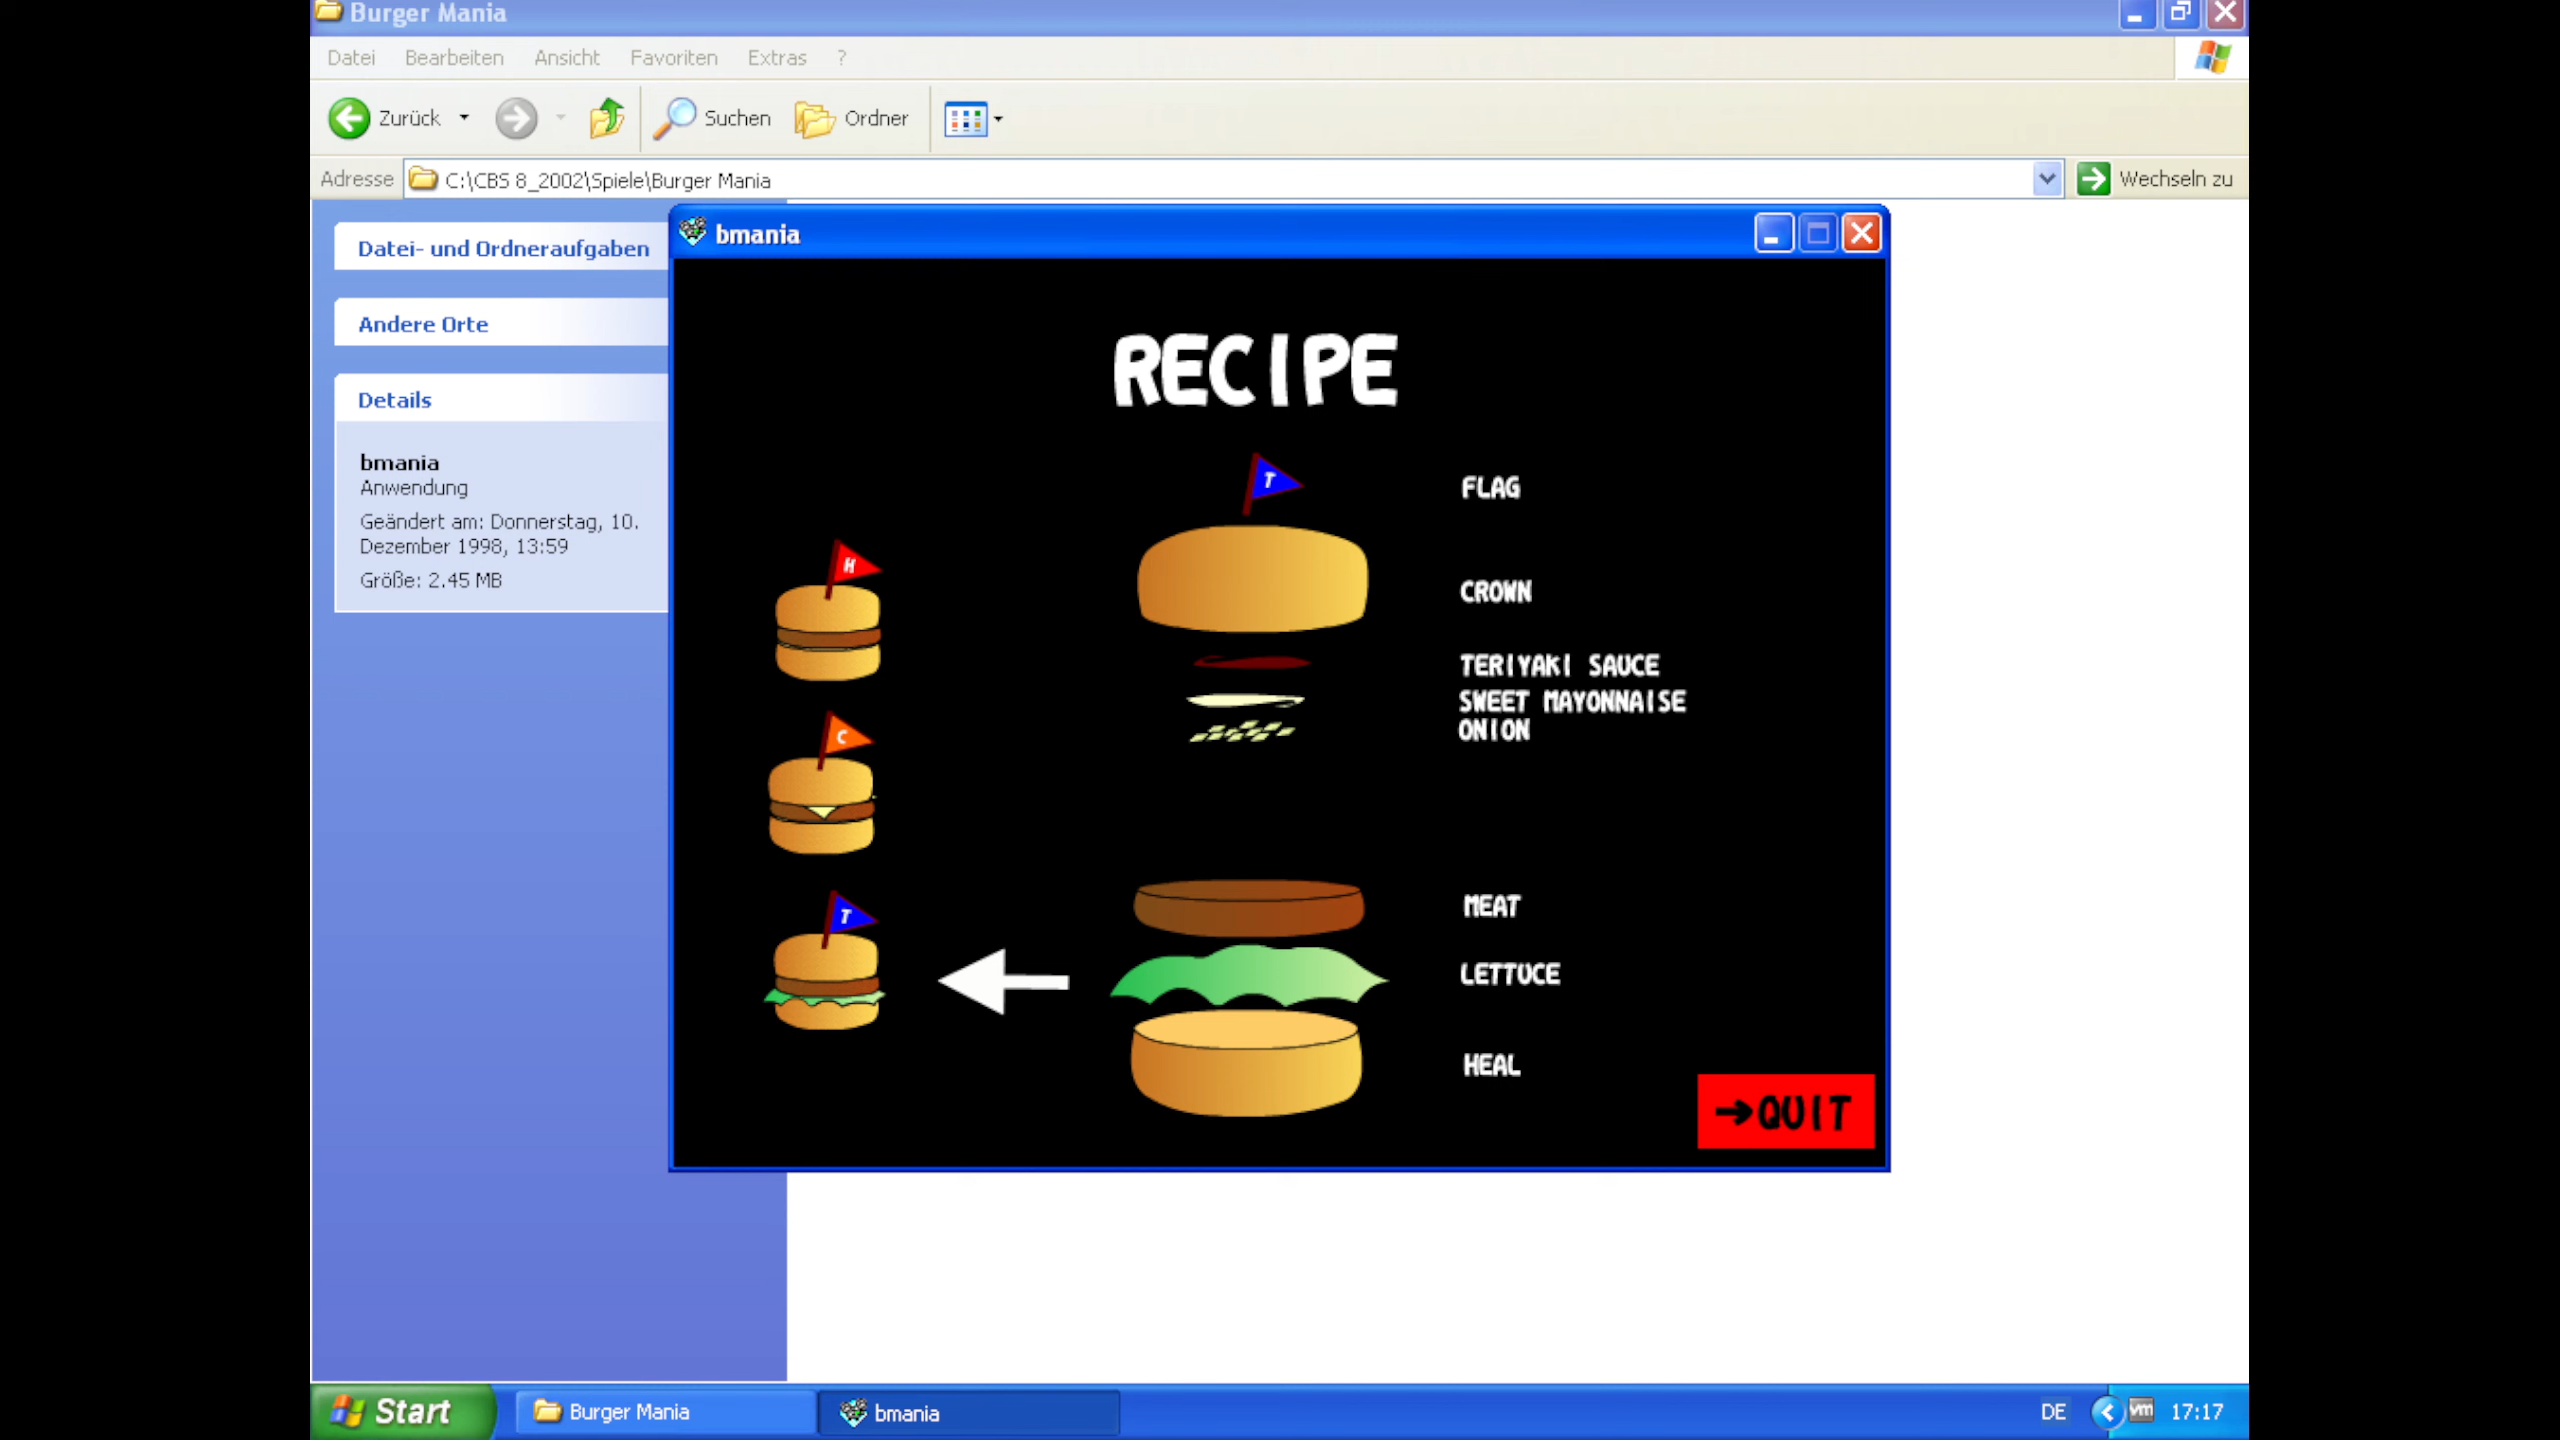 Burger Mania
Datei Bearbeiten Ansicht Favoriten Extras ?
Zurück Suchen Ordner
Adresse C:\CBS 8_2002\Spiele\Burger Mania Wechseln zu
Datei- und Ordneraufgaben
Andere Orte
Details
bmania
Anwendung
Geändert am: Donnerstag, 10.
Dezember 1998, 13:59
Größe: 2.45 MB
bmania
RECIPE
H
C
T
T
FLAG
CROWN
TERIYAKI SAUCE
SWEET MAYONNAISE
ONION
MEAT
LETTUCE
HEAL
→QUIT
Start Burger Mania bmania DE vm 17:17